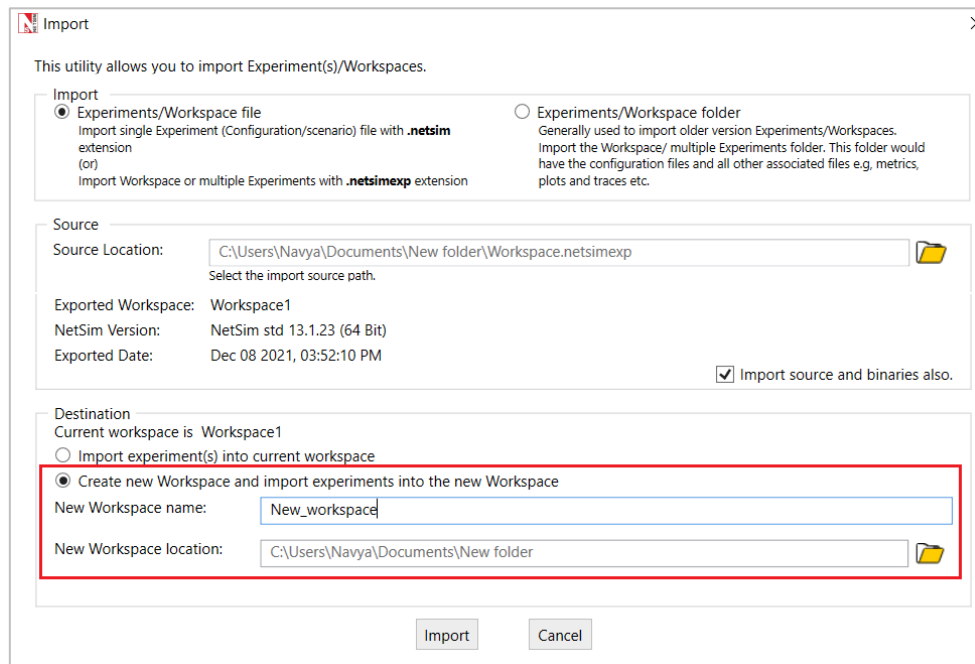 Import
This utility allows you to import Experiment(s)/Workspaces.
Import
Experiments/Workspace file
Import single Experiment (Configuration/scenario) file with .netsim
extension
(or)
Import Workspace or multiple Experiments with .netsimexp extension
Experiments/Workspace folder
Generally used to import older version Experiments/Workspaces.
Import the Workspace/ multiple Experiments folder. This folder would
have the configuration files and all other associated files e.g, metrics,
plots and traces etc.
Source
Source Location: C:\Users\Navya\Documents\New folder\Workspace.netsimexp
Select the import source path.
Exported Workspace: Workspace1
NetSim Version: NetSim std 13.1.23 (64 Bit)
Exported Date: Dec 08 2021, 03:52:10 PM
Import source and binaries also.
Destination
Current workspace is Workspace1
Import experiment(s) into current workspace
Create new Workspace and import experiments into the new Workspace
New Workspace name: New_workspace
New Workspace location: C:\Users\Navya\Documents\New folder
Import Cancel